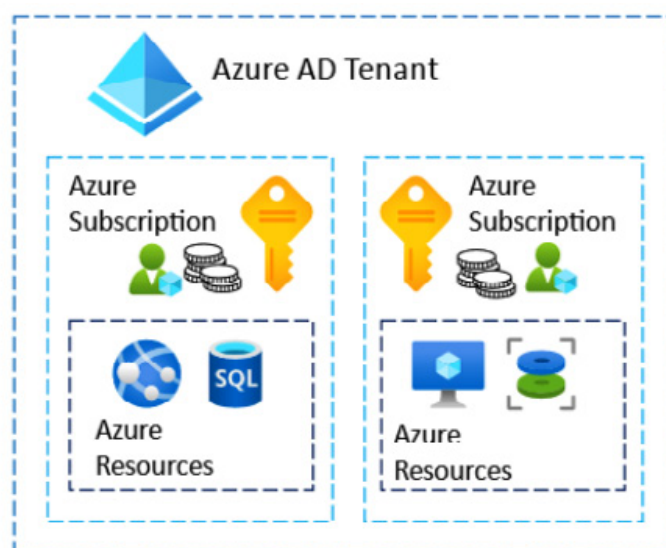 Azure AD Tenant
Azure
Subscription
Azure
Subscription
SQL
Azure
Resources
Azure
Resources